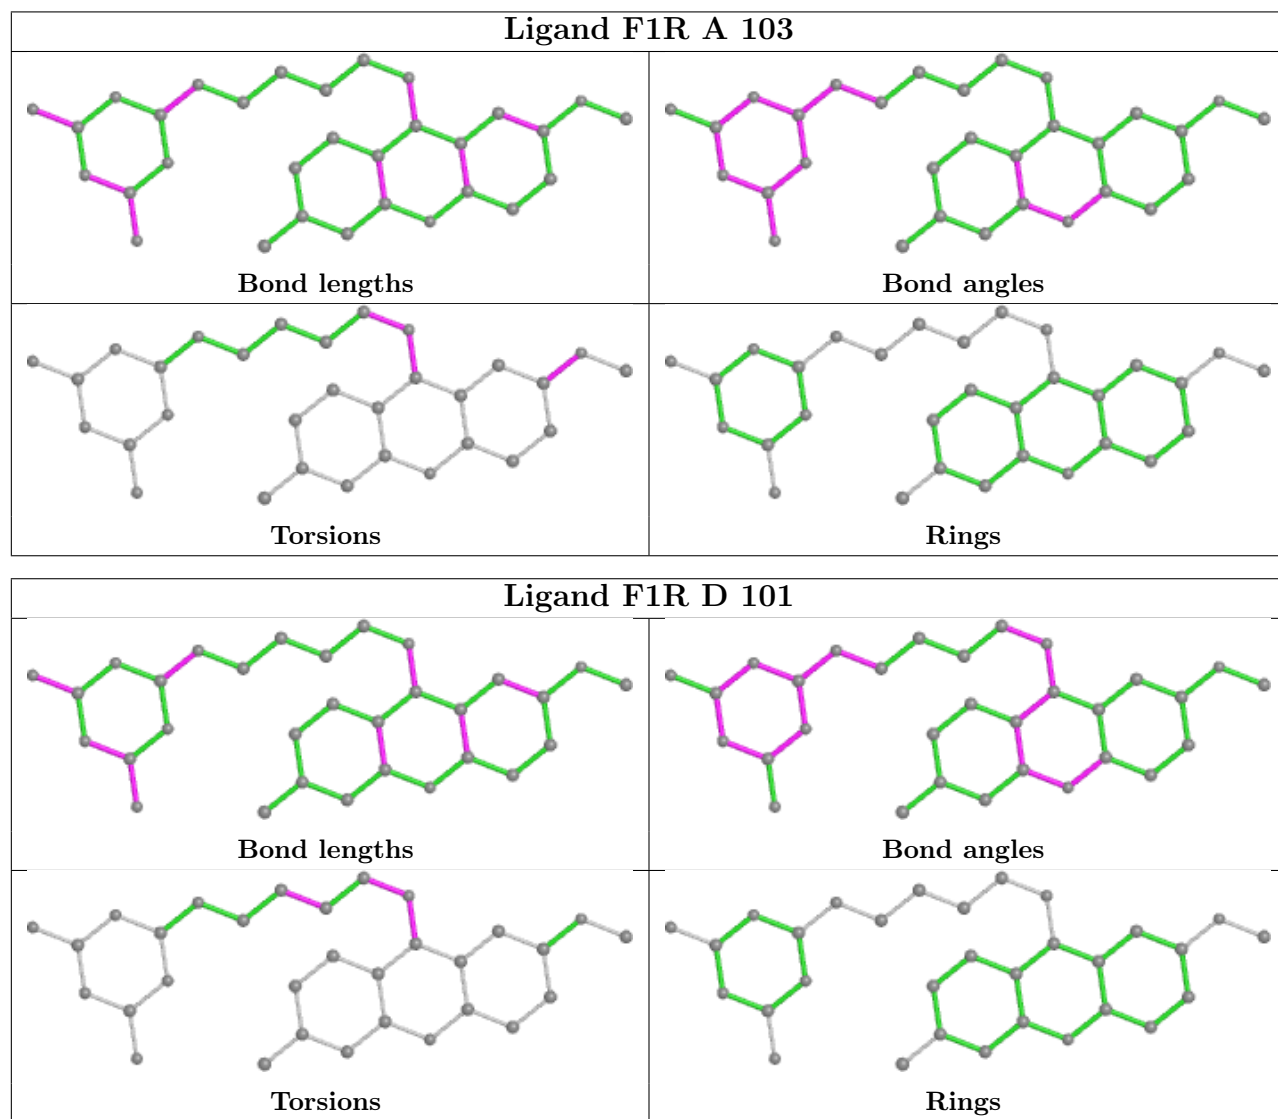 Ligand F1R A 103
Bond lengths
Bond angles
Torsions
Rings
Ligand F1R D 101
Bond lengths
Bond angles
Torsions
Rings